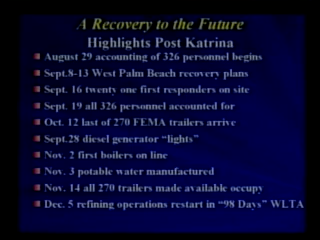 A Recovery to the Future
Highlights Post Katrina
August 29 accounting of 326 personnel begins
Sept.8-13 West Palm Beach recovery plans
Sept. 16 twenty one first responders on site
Sept. 19 all 326 personnel accounted for
Oct. 12 last of 270 FEMA trailers arrive
Sept.28 diesel generator “lights”
Nov. 2 first boilers on line
Nov. 3 potable water manufactured
Nov. 14 all 270 trailers made available occupy
Dec. 5 refining operations restart in “98 Days” WLTA